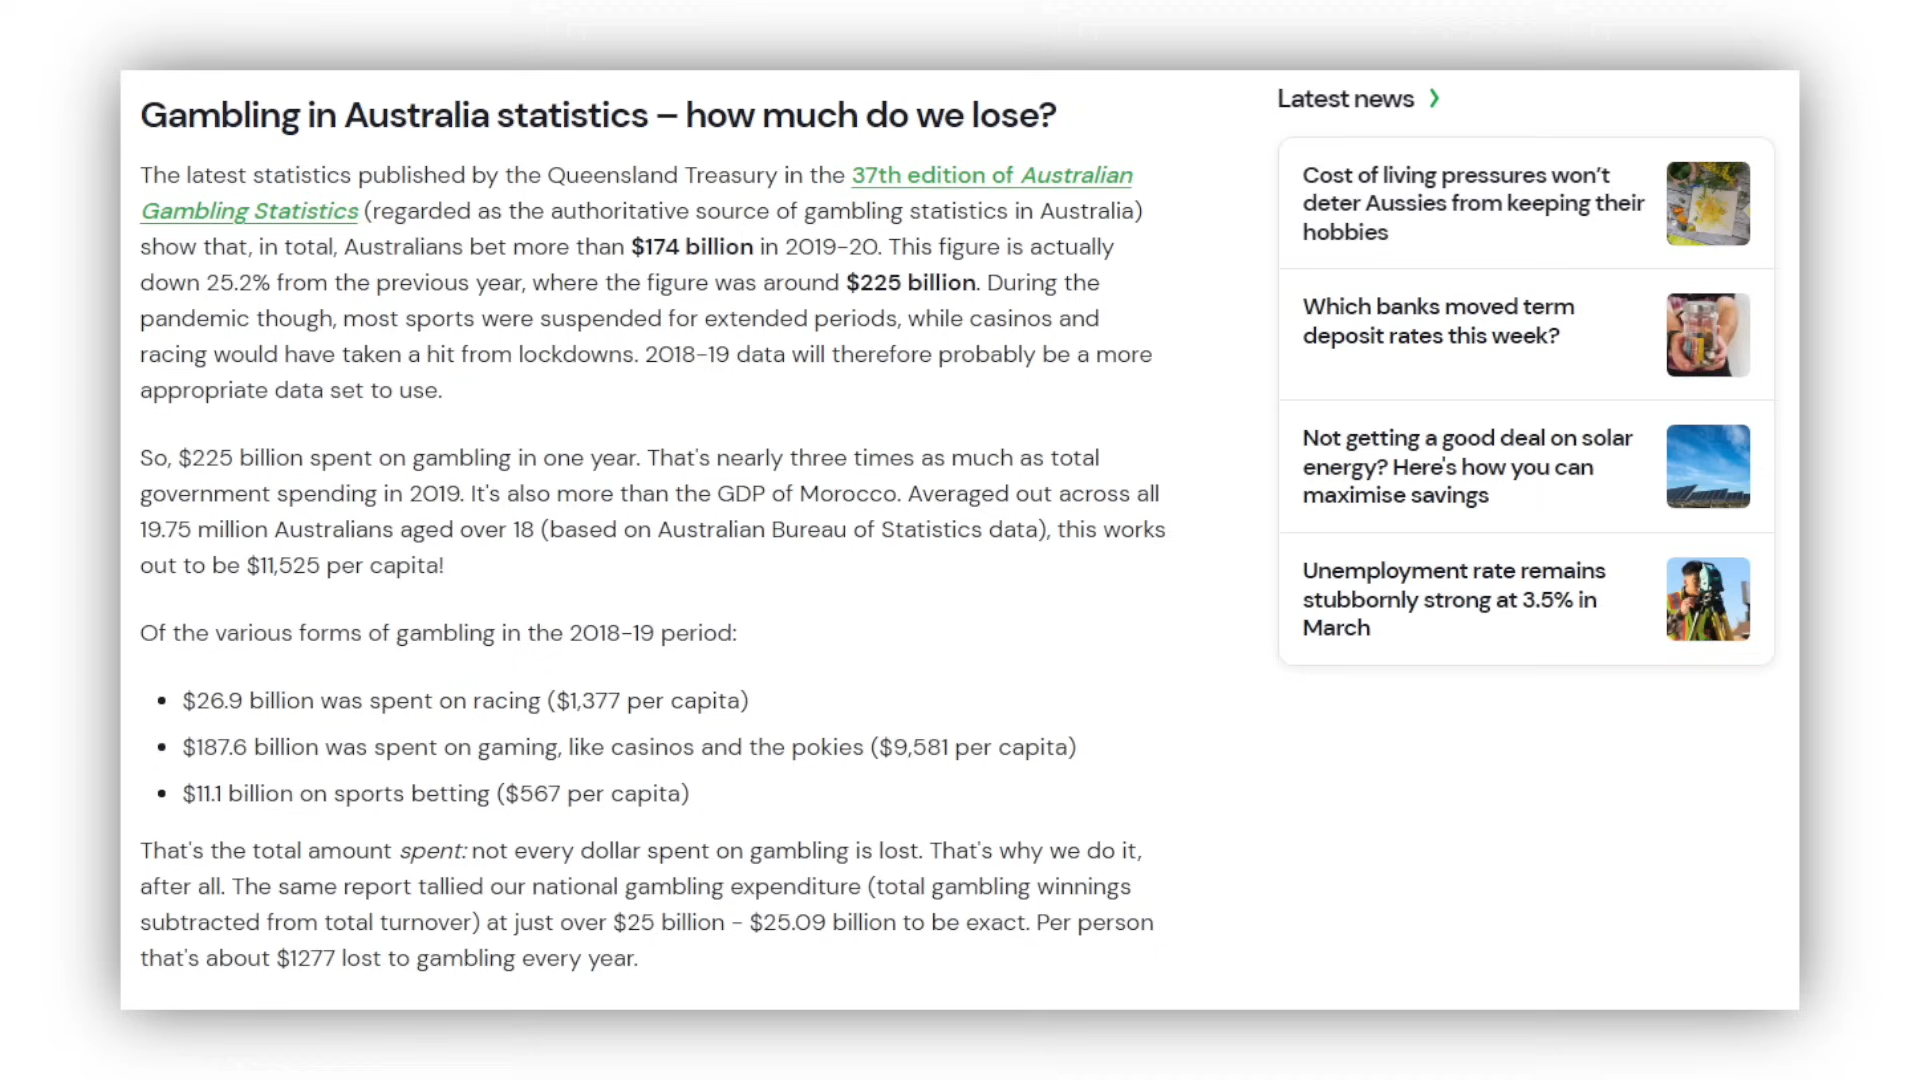 Gambling in Australia statistics – how much do we lose?
The latest statistics published by the Queensland Treasury in the 37th edition of Australian
Gambling Statistics (regarded as the authoritative source of gambling statistics in Australia)
show that, in total, Australians bet more than $174 billion in 2019-20. This figure is actually
down 25.2% from the previous year, where the figure was around $225 billion. During the
pandemic though, most sports were suspended for extended periods, while casinos and
racing would have taken a hit from lockdowns. 2018-19 data will therefore probably be a more
appropriate data set to use.
So, $225 billion spent on gambling in one year. That's nearly three times as much as total
government spending in 2019. It's also more than the GDP of Morocco. Averaged out across all
19.75 million Australians aged over 18 (based on Australian Bureau of Statistics data), this works
out to be $11,525 per capita!
Of the various forms of gambling in the 2018-19 period:
• $26.9 billion was spent on racing ($1,377 per capita)
• $187.6 billion was spent on gaming, like casinos and the pokies ($9,581 per capita)
• $11.1 billion on sports betting ($567 per capita)
That's the total amount spent: not every dollar spent on gambling is lost. That's why we do it,
after all. The same report tallied our national gambling expenditure (total gambling winnings
subtracted from total turnover) at just over $25 billion - $25.09 billion to be exact. Per person
that's about $1277 lost to gambling every year.
Latest news
Cost of living pressures won’t
deter Aussies from keeping their
hobbies
Which banks moved term
deposit rates this week?
Not getting a good deal on solar
energy? Here's how you can
maximise savings
Unemployment rate remains
stubbornly strong at 3.5% in
March